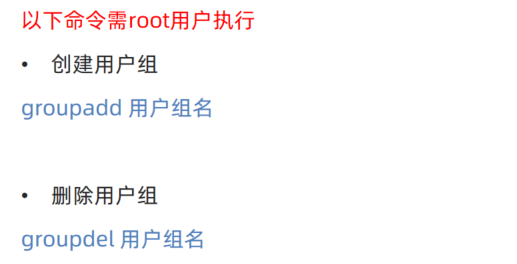 以下命令需root用户执行
• 创建用户组
groupadd 用户组名
• 删除用户组
groupdel 用户组名